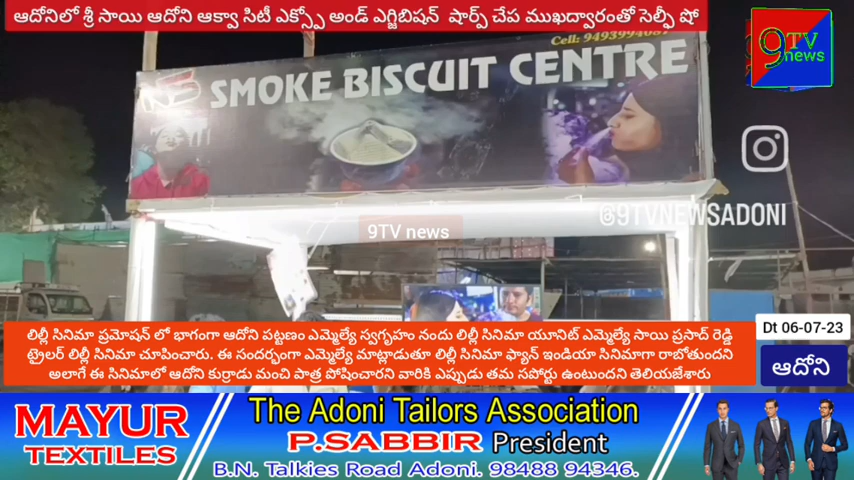 ఆదోనిలో శ్రీ సాయి ఆదోని ఆక్వా సిటీ ఎక్స్పో అండ్ ఎగ్జిబిషన్ షార్ప్ చేప ముఖద్వారంతో సెల్ఫీ షో
9TV
news
Cell: 9493994087
SMOKE BISCUIT CENTRE
@9TVNEWSADONI
9TV news
లిల్లీ సినిమా ప్రమోషన్ లో భాగంగా ఆదోని పట్టణం ఎమ్మెల్యే స్వగృహం నందు లిల్లీ సినిమా యూనిట్ ఎమ్మెల్యే సాయి ప్రసాద్ రెడ్డి
ట్రైలర్ లిల్లీ సినిమా చూపించారు. ఈ సందర్భంగా ఎమ్మెల్యే మాట్లాడుతూ లిల్లీ సినిమా ఫ్యాన్ ఇండియా సినిమాగా రాబోతుందని
అలాగే ఈ సినిమాలో ఆదోని కుర్రాడు మంచి పాత్ర పోషించారని వారికి ఎప్పుడు తమ సపోర్టు ఉంటుందని తెలియజేశారు
Dt 06-07-23
ఆదోని
MAYUR
TEXTILES
The Adoni Tailors Association
P.SABBIR President
B.N. Talkies Road Adoni. 98488 94346.